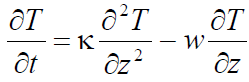 ∂T/∂t = κ ∂²T/∂z² − w ∂T/∂z